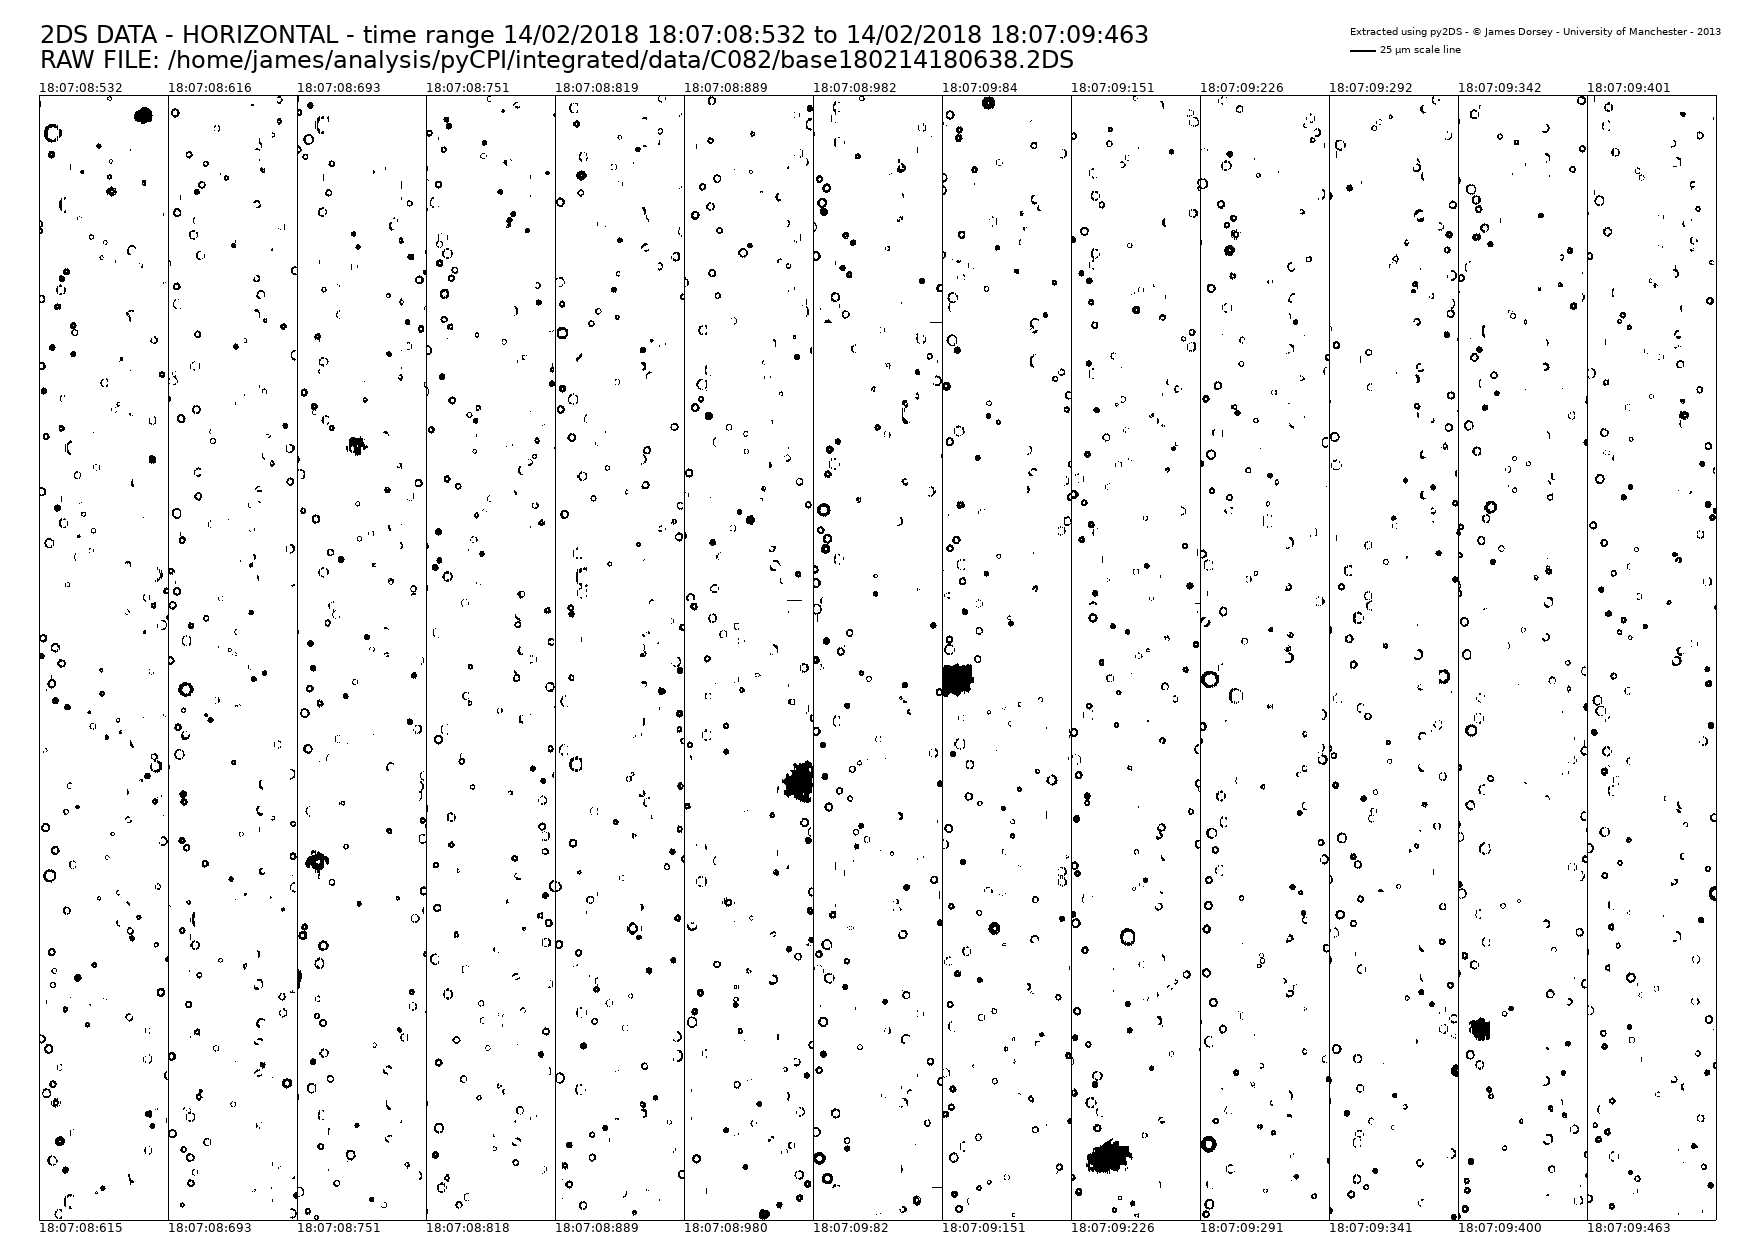 2DS DATA - HORIZONTAL - time range 14/02/2018 18:07:08:532 to 14/02/2018 18:07:09:463
RAW FILE: /home/james/analysis/pyCPI/integrated/data/C082/base180214180638.2DS
Extracted using py2DS - © James Dorsey - University of Manchester - 2013
25 µm scale line
18:07:08:532 18:07:08:616 18:07:08:693 18:07:08:751 18:07:08:819 18:07:08:889 18:07:08:982 18:07:09:84 18:07:09:151 18:07:09:226 18:07:09:292 18:07:09:342 18:07:09:401
18:07:08:615 18:07:08:693 18:07:08:751 18:07:08:818 18:07:08:889 18:07:08:980 18:07:09:82 18:07:09:151 18:07:09:226 18:07:09:291 18:07:09:341 18:07:09:400 18:07:09:463